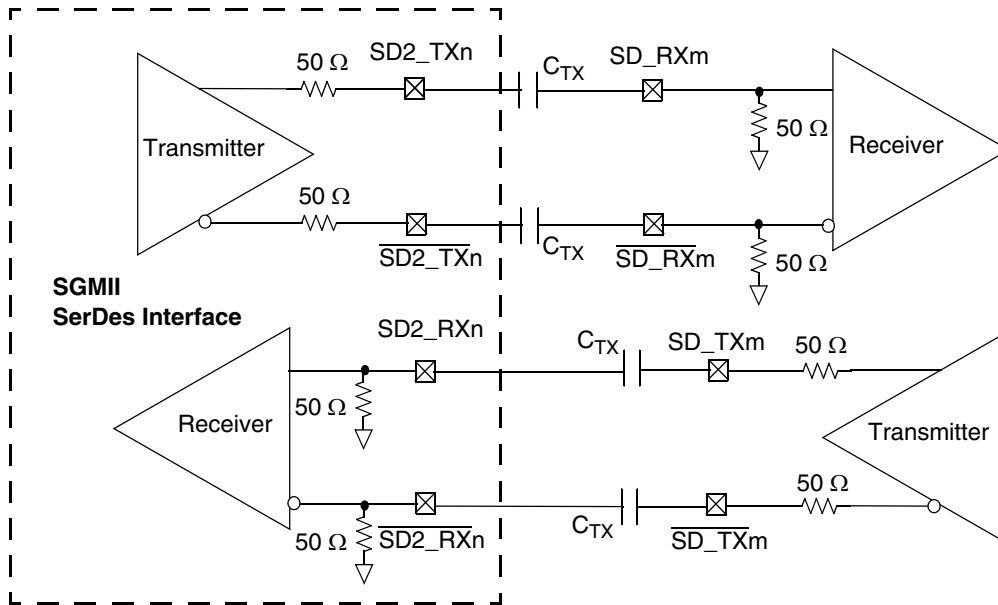 50 Ω
SD2_TXn
C_TX
SD_RXm
50 Ω
Transmitter
Receiver
50 Ω
SD2_TXn
C_TX
SD_RXm
50 Ω
SGMII
SerDes Interface
SD2_RXn
C_TX
SD_TXm
50 Ω
50 Ω
Receiver
Transmitter
50 Ω
50 Ω
SD2_RXn
C_TX
SD_TXm